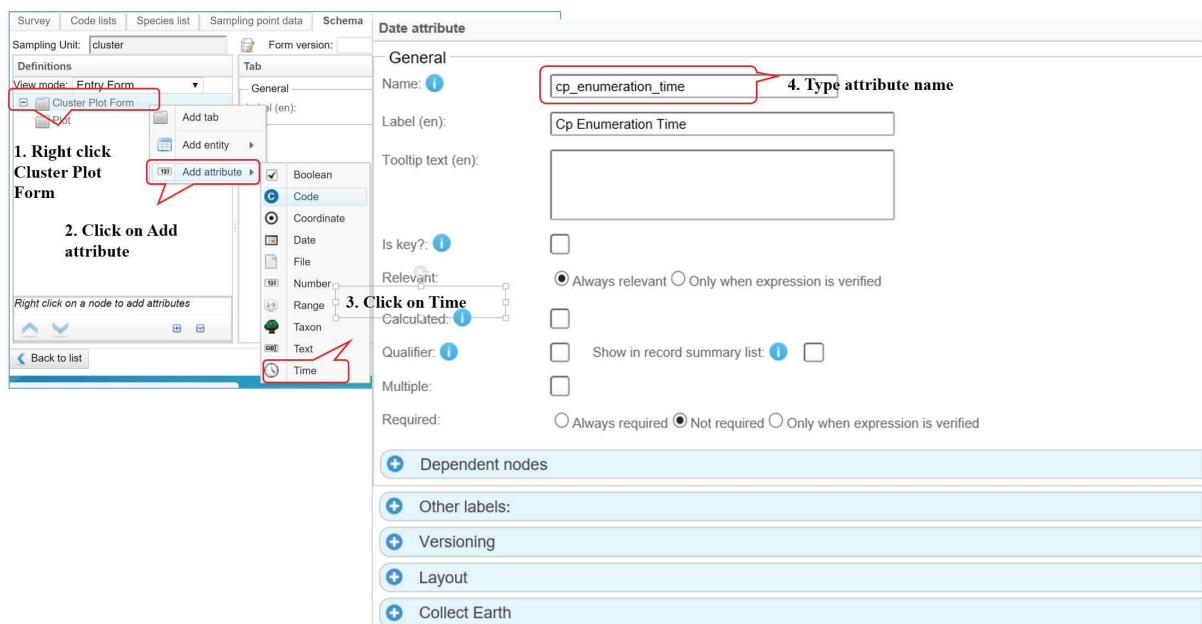 Survey
Code lists
Species list
Sampling point data
Schema
Sampling Unit: cluster
Form version:
Definitions
View mode: Entry Form
Cluster Plot Form
Plot
1. Right click
Cluster Plot
Form
2. Click on Add
attribute
Right click on a node to add attributes
Back to list
Tab
General
(en):
Add tab
Add entity
Add attribute
Boolean
Code
Coordinate
Date
File
Number
Range
Taxon
Text
Time
3. Click on Time
Date attribute
General
Name: cp_enumeration_time
4. Type attribute name
Label (en): Cp Enumeration Time
Tooltip text (en):
Is key?:
Relevant: Always relevant Only when expression is verified
Calculated:
Qualifier: Show in record summary list:
Multiple:
Required: Always required Not required Only when expression is verified
Dependent nodes
Other labels:
Versioning
Layout
Collect Earth